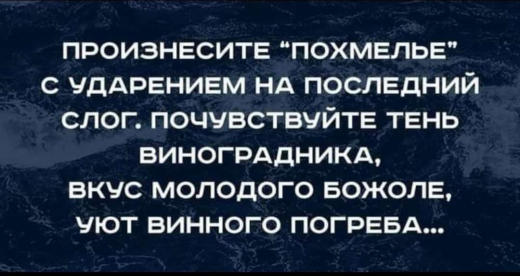 ПРОИЗНЕСИТЕ "ПОХМЕЛЬЕ"
С УДАРЕНИЕМ НА ПОСЛЕДНИЙ
СЛОГ. ПОЧУВСТВУЙТЕ ТЕНЬ
ВИНОГРАДНИКА,
ВКУС МОЛОДОГО БОЖОЛЕ,
УЮТ ВИННОГО ПОГРЕБА...